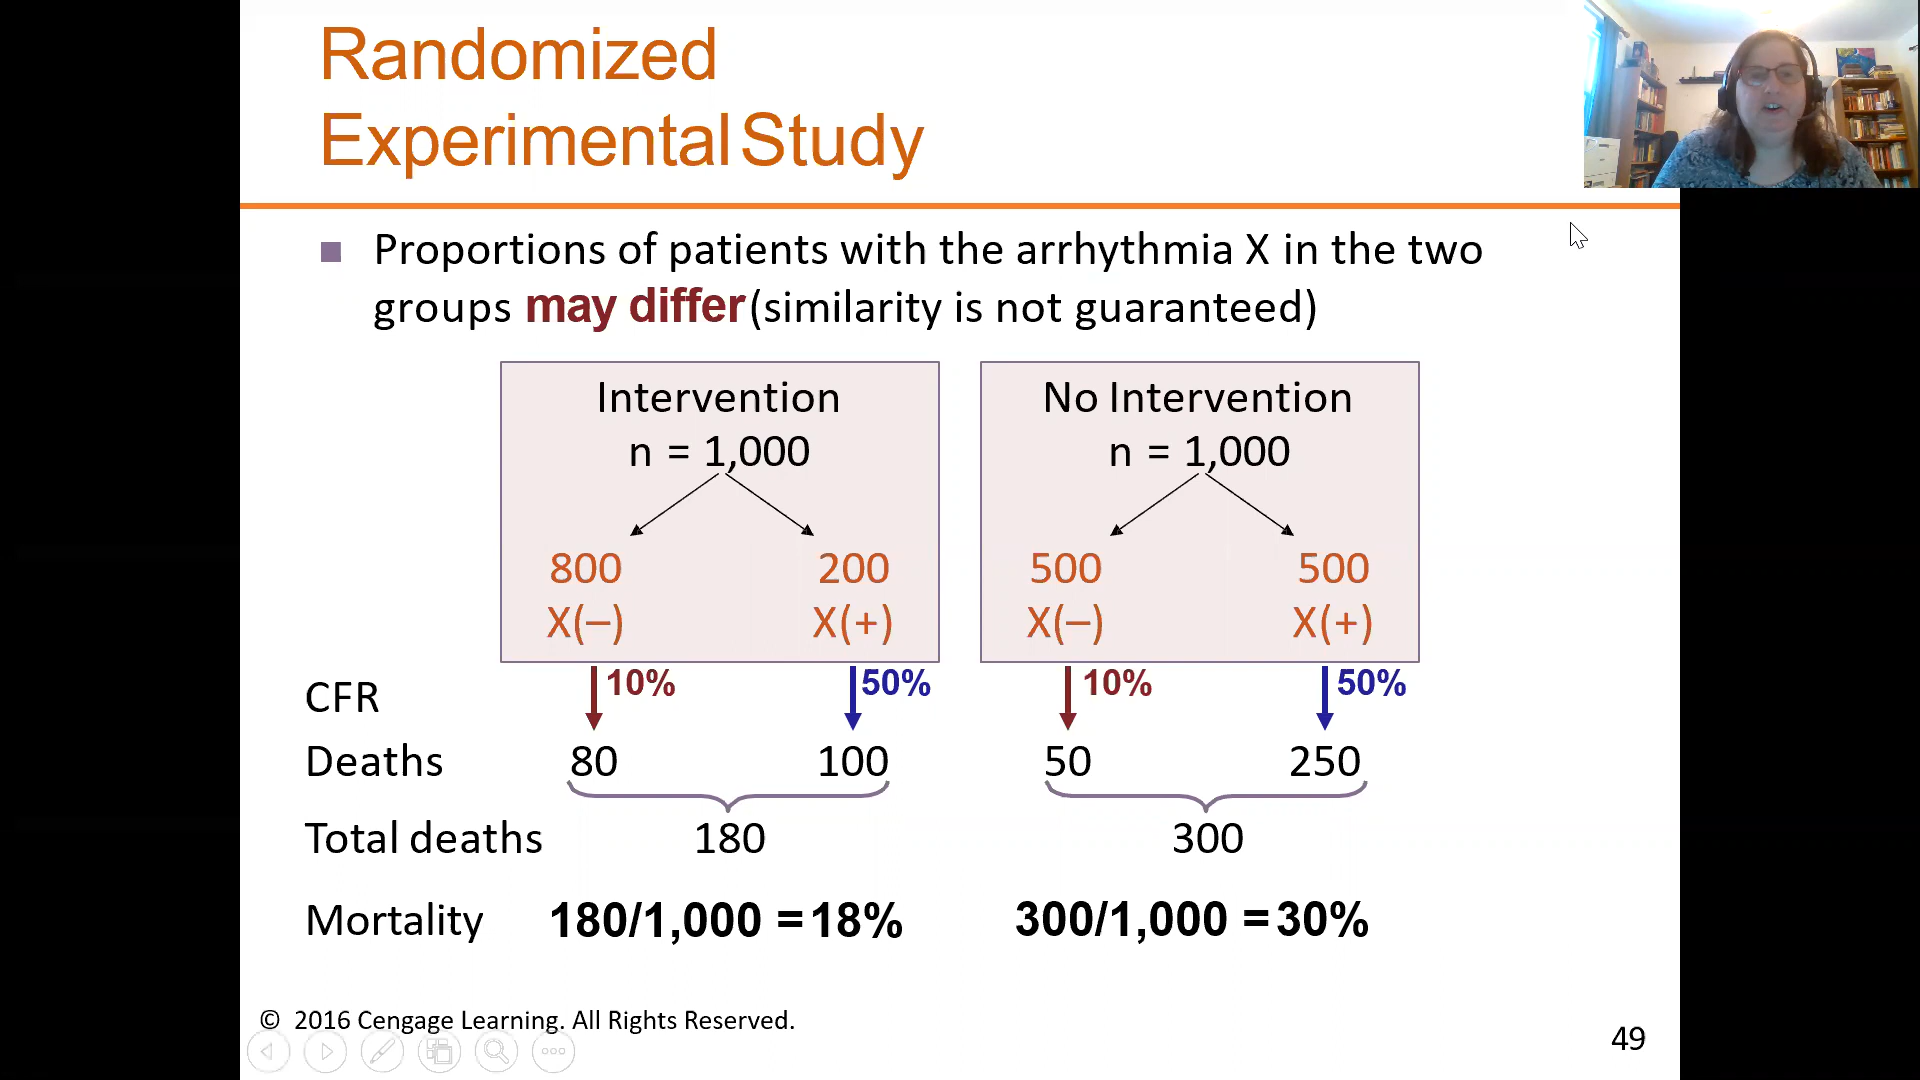 Randomized
Experimental Study
Proportions of patients with the arrhythmia X in the two
groups may differ (similarity is not guaranteed)
Intervention
n = 1,000
800
X(–)
200
X(+)
No Intervention
n = 1,000
500
X(–)
500
X(+)
CFR 10% 50% 10% 50%
Deaths 80 100 50 250
Total deaths 180 300
Mortality 180/1,000 = 18% 300/1,000 = 30%
© 2016 Cengage Learning. All Rights Reserved.
49